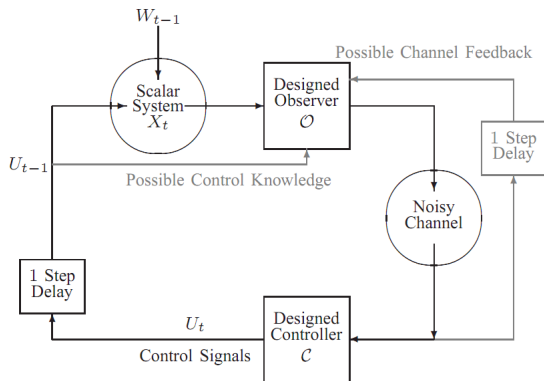 W_{t−1}
Possible Channel Feedback
Scalar
System
X_t
Designed
Observer
𝒪
1 Step
Delay
U_{t−1}
Possible Control Knowledge
Noisy
Channel
1 Step
Delay
U_t
Control Signals
Designed
Controller
𝒞